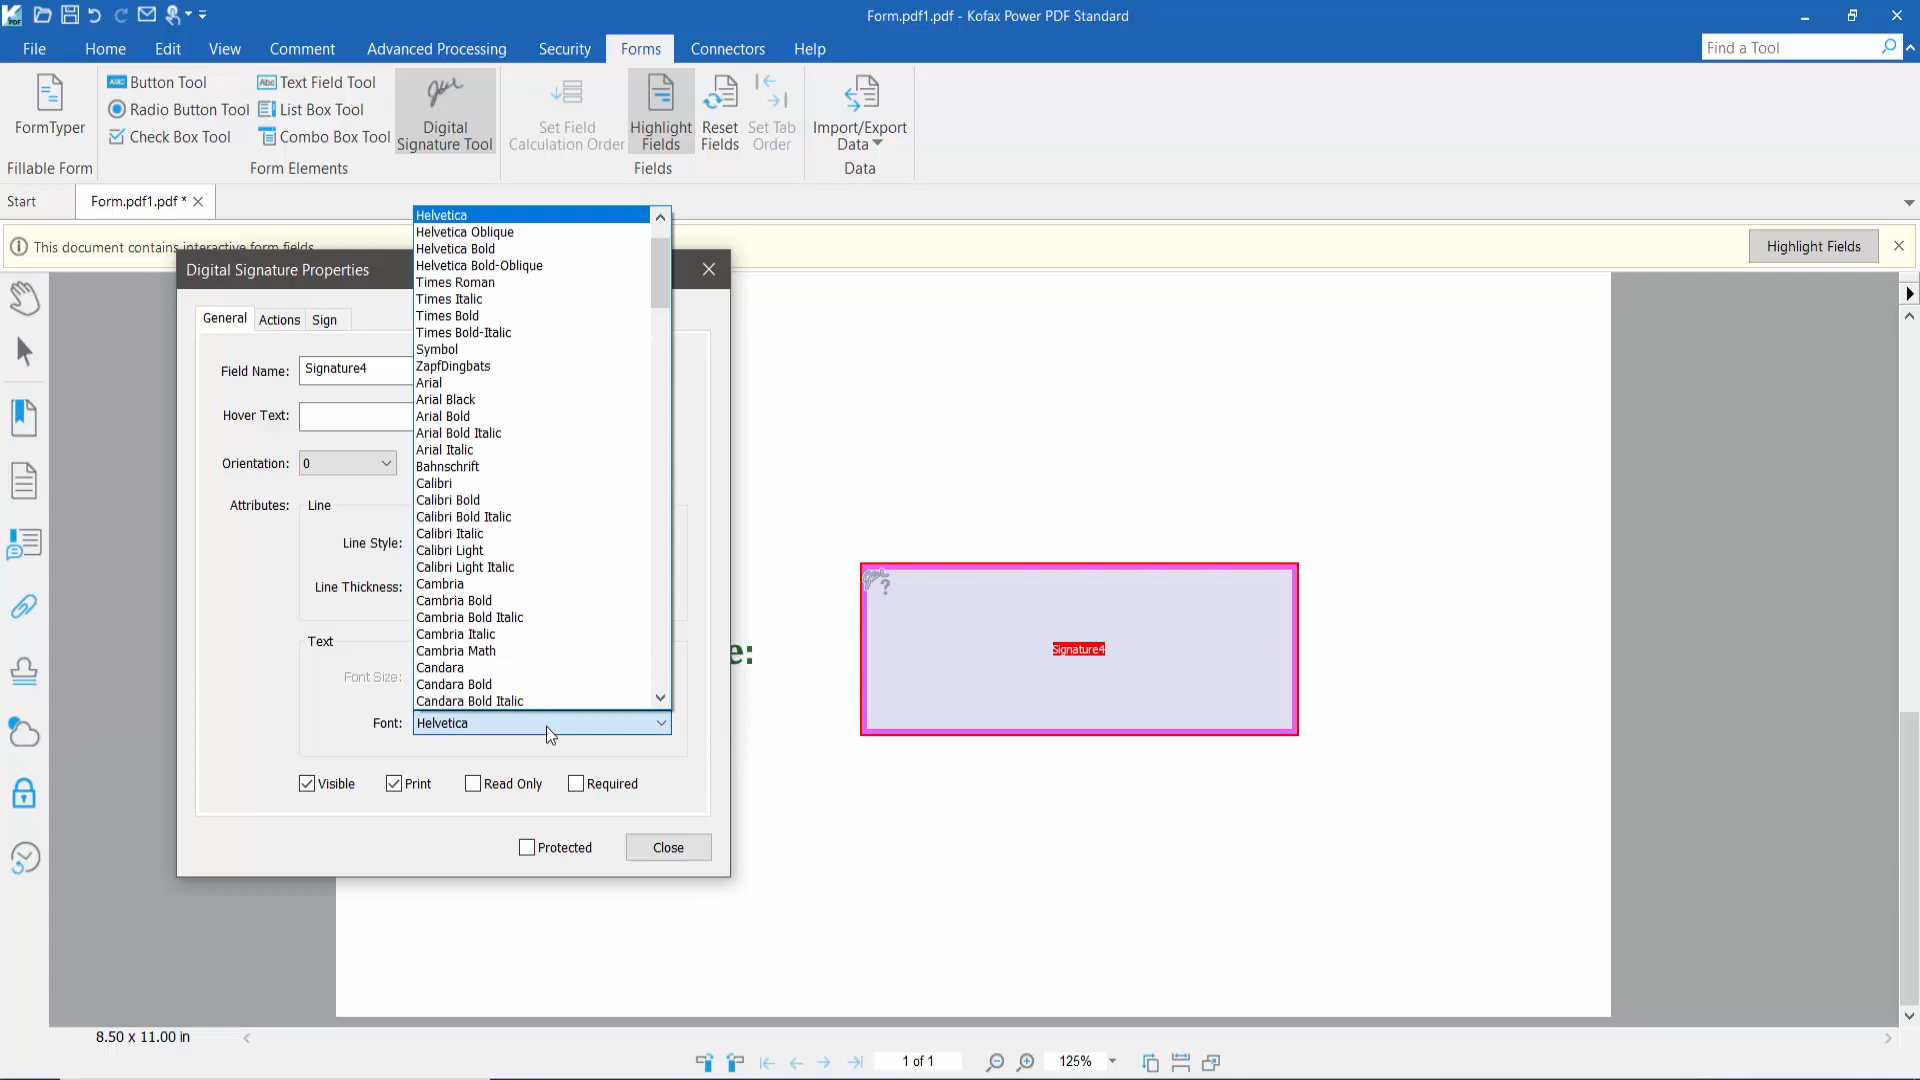 Form.pdf1.pdf - Kofax Power PDF Standard
File Home Edit View Comment Advanced Processing Security Forms Connectors Help
Find a Tool
FormTyper
Fillable Form
Button Tool
Radio Button Tool
Check Box Tool
Text Field Tool
List Box Tool
Combo Box Tool
Digital
Signature Tool
Form Elements
Set Field
Calculation Order
Highlight
Fields
Reset
Fields
Set Tab
Order
Fields
Import/Export
Data
Data
Start
Form.pdf1.pdf *
This document contains interactive form fields
Highlight Fields
Digital Signature Properties
General Actions Sign
Field Name: Signature4
Hover Text:
Orientation: 0
Attributes: Line
Line Style:
Line Thickness:
Text
Font Size:
Font: Helvetica
Helvetica
Helvetica Oblique
Helvetica Bold
Helvetica Bold-Oblique
Times Roman
Times Italic
Times Bold
Times Bold-Italic
Symbol
ZapfDingbats
Arial
Arial Black
Arial Bold
Arial Bold Italic
Arial Italic
Bahnschrift
Calibri
Calibri Bold
Calibri Bold Italic
Calibri Italic
Calibri Light
Calibri Light Italic
Cambria
Cambria Bold
Cambria Bold Italic
Cambria Italic
Cambria Math
Candara
Candara Bold
Candara Bold Italic
Visible Print Read Only Required
Protected Close
e:
Signature4
8.50 x 11.00 in
1 of 1
125%